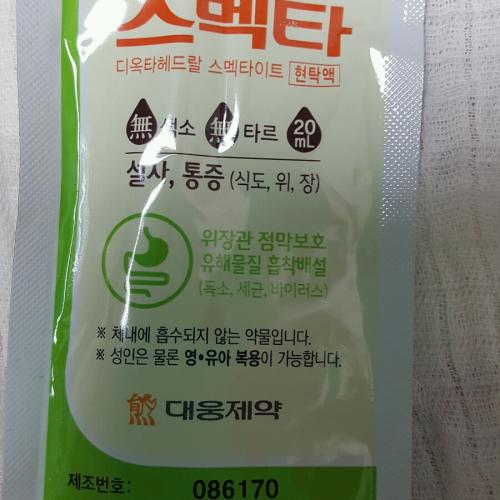 스멕타
디옥타헤드랄 스멕타이트 현탁액
無 색소 無 타르 20 mL
설사, 통증 (식도, 위, 장)
위장관 점막보호
유해물질 흡착배설
(독소, 세균, 바이러스)
※ 체내에 흡수되지 않는 약물입니다.
※ 성인은 물론 영•유아 복용이 가능합니다.
대웅제약
제조번호: 086170